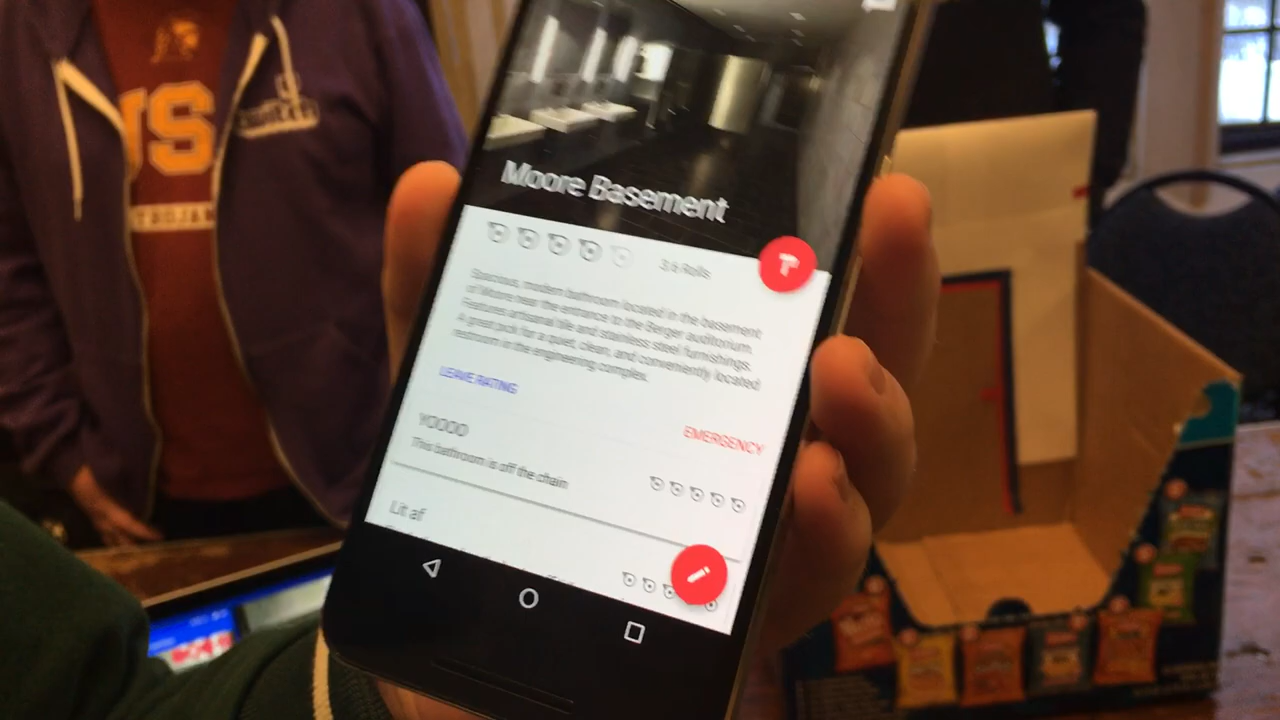 US
TROJAN
Moore Basement
3.6 Rolls
Spacious, modern bathroom located in the basement
of Moore near the entrance to the Berger auditorium.
Features artisanal tile and stainless steel furnishings.
A great pick for a quiet, clean, and conveniently located
restroom in the engineering complex.
LEAVE RATING
EMERGENCY
YOOOO
This bathroom is off the chain
Lit af